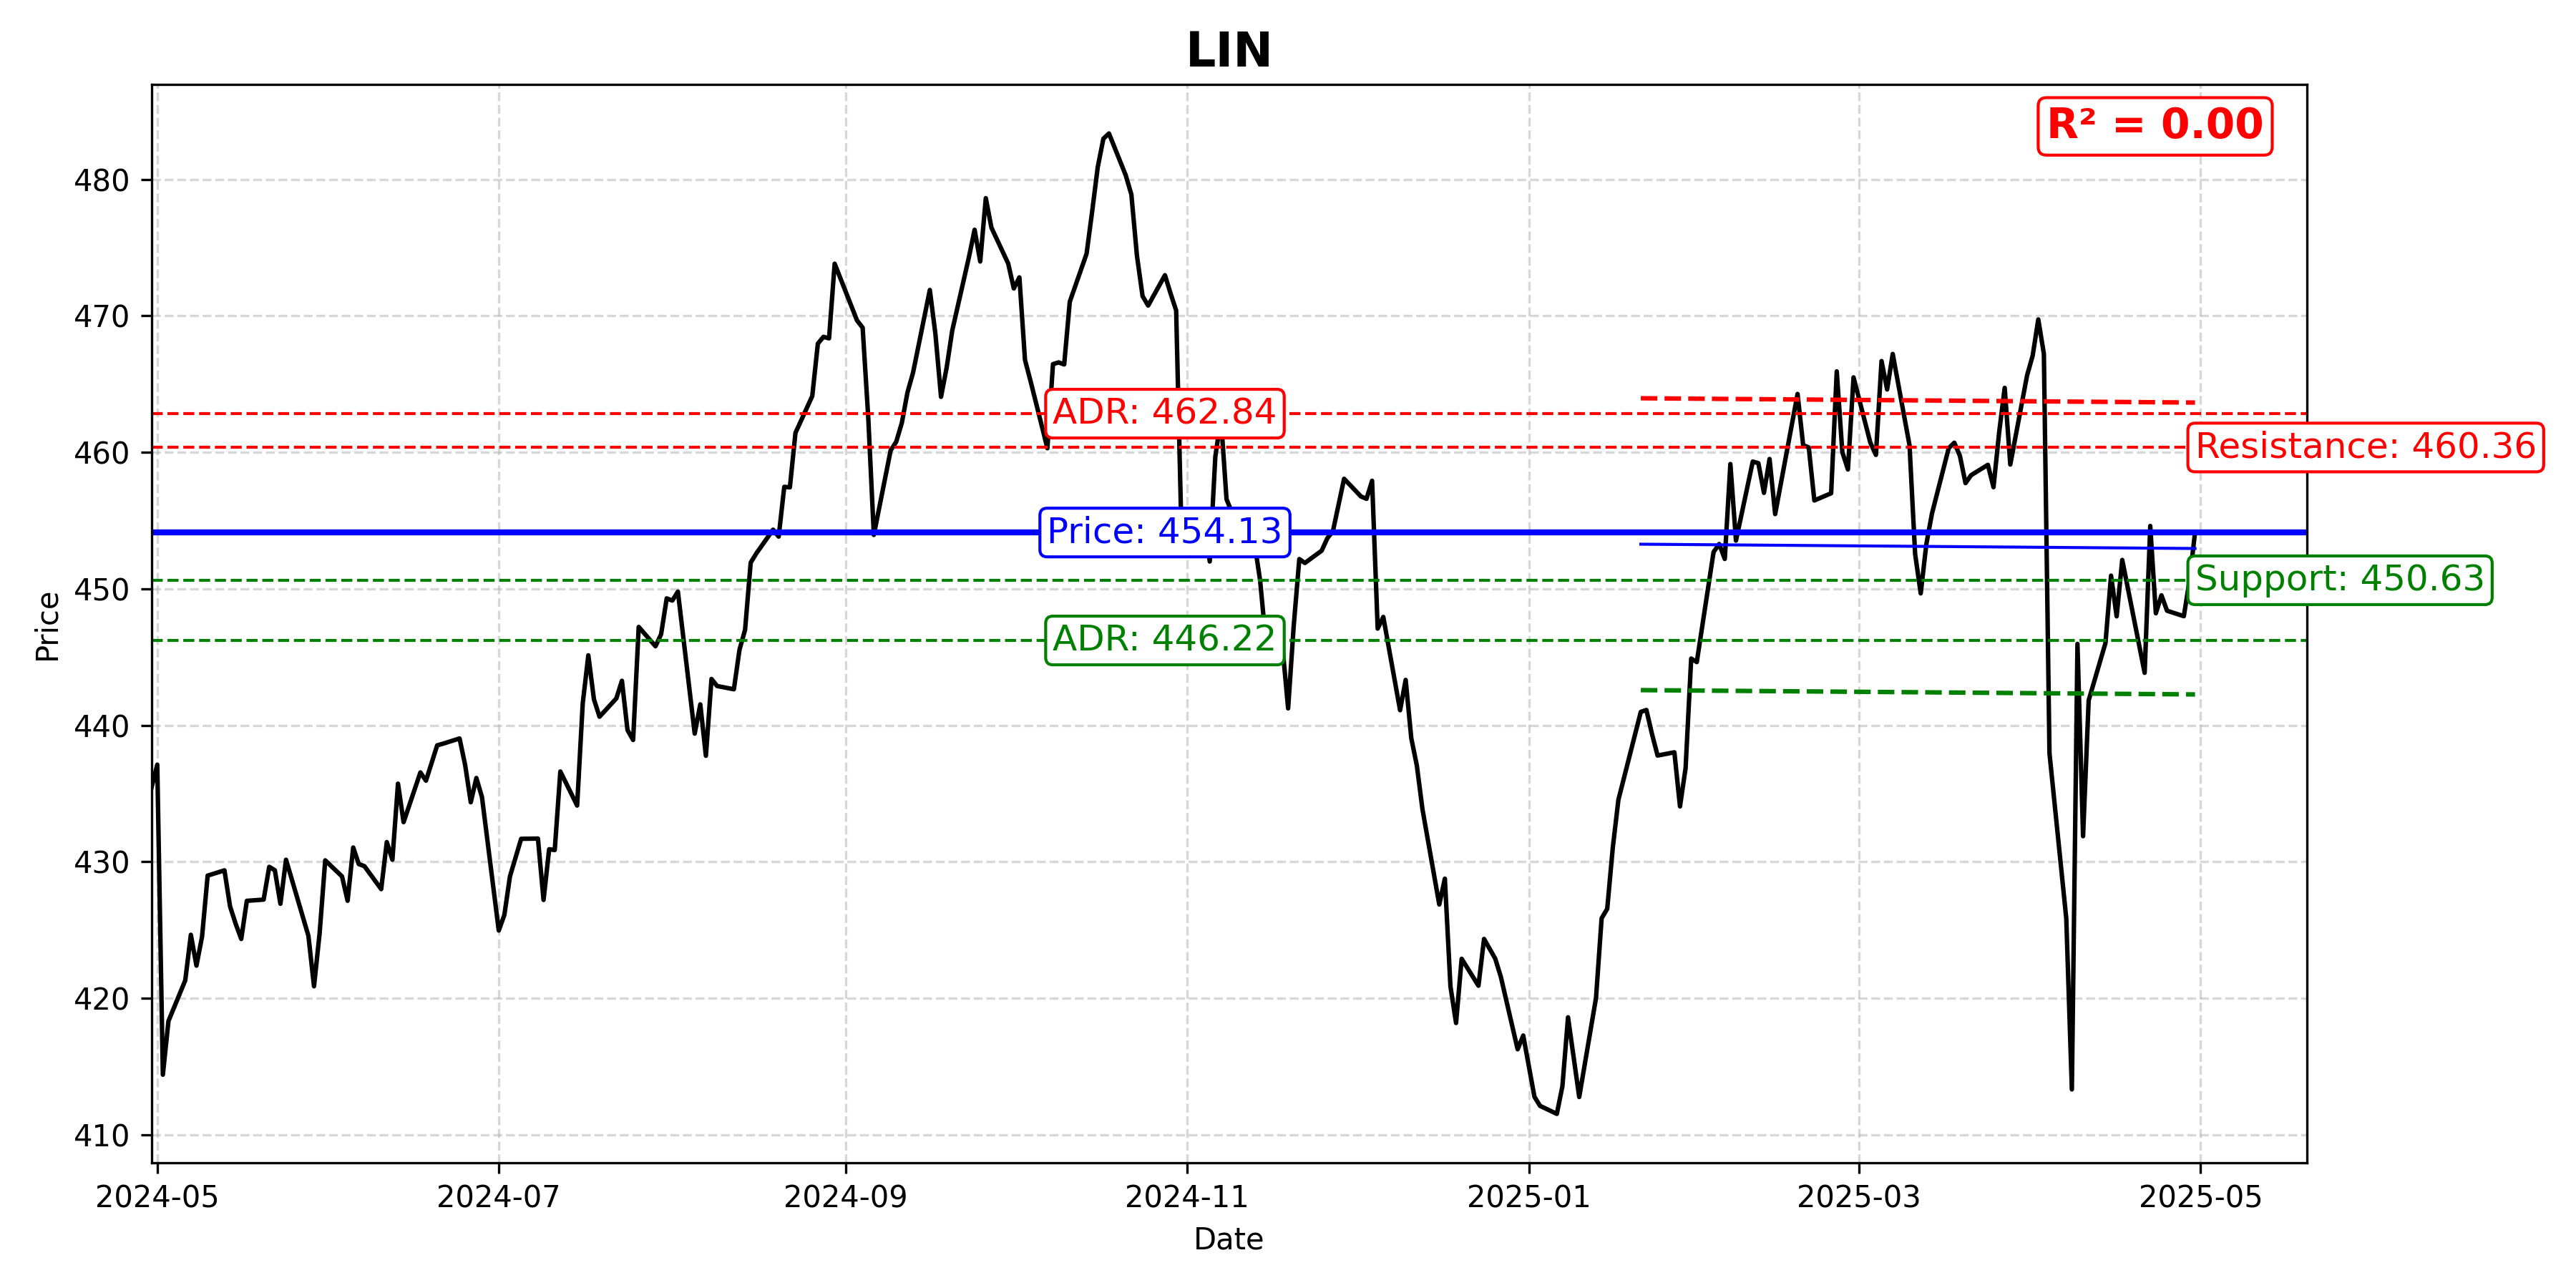 LIN
R² = 0.00
480
470
460
450
440
430
420
410
Price
ADR: 462.84
Resistance: 460.36
Price: 454.13
Support: 450.63
ADR: 446.22
2024-05
2024-07
2024-09
2024-11
2025-01
2025-03
2025-05
Date